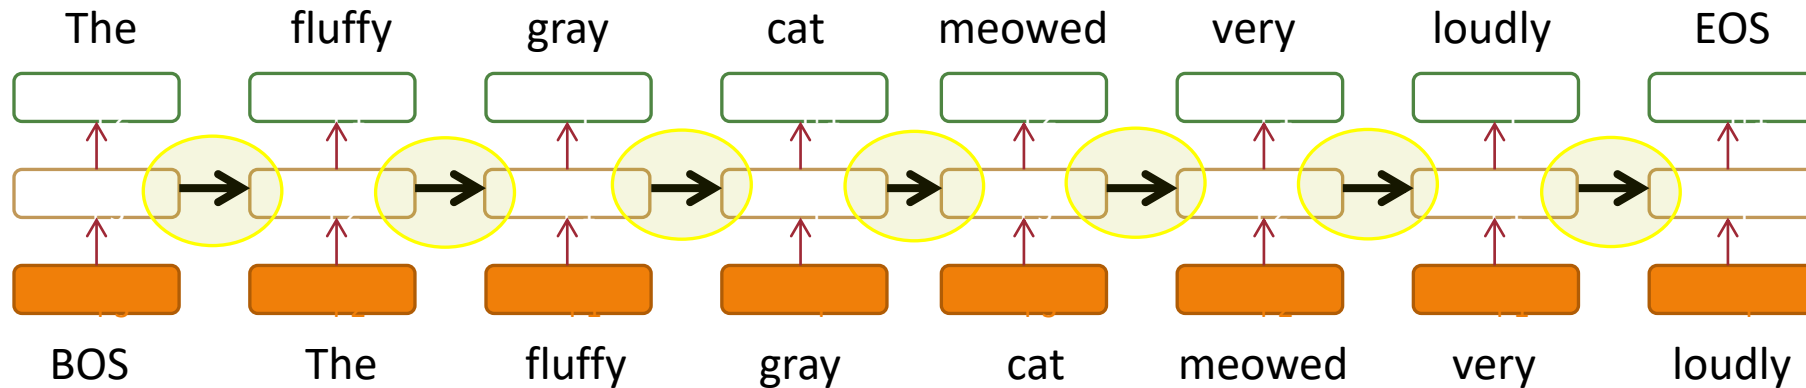 The fluffy gray cat meowed very loudly EOS
BOS The fluffy gray cat meowed very loudly